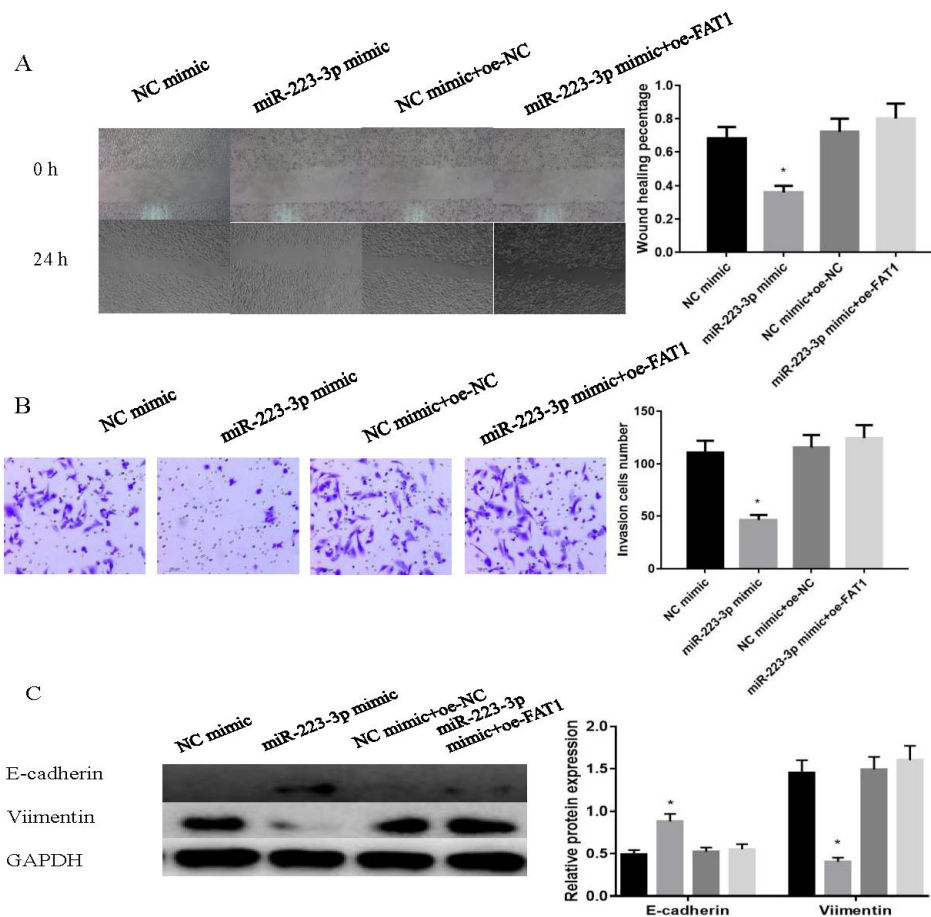 A
NC mimic
miR-223-3p mimic
NC mimic+oe-NC
miR-223-3p mimic+oe-FAT1
0 h
24 h
Wound healing pecentage
1.0
0.8
0.6
0.4
0.2
0.0
*
NC mimic
miR-223-3p mimic
NC mimic+oe-NC
miR-223-3p mimic+oe-FAT1
B
NC mimic
miR-223-3p mimic
NC mimic+oe-NC
miR-223-3p mimic+oe-FAT1
Invasion cells number
150
100
50
0
*
NC mimic
miR-223-3p mimic
NC mimic+oe-NC
miR-223-3p mimic+oe-FAT1
C
NC mimic
miR-223-3p mimic
NC mimic+oe-NC
miR-223-3p
mimic+oe-FAT1
E-cadherin
Viimentin
GAPDH
Relative protein expression
2.0
1.5
1.0
0.5
0.0
*
*
E-cadherin
Viimentin